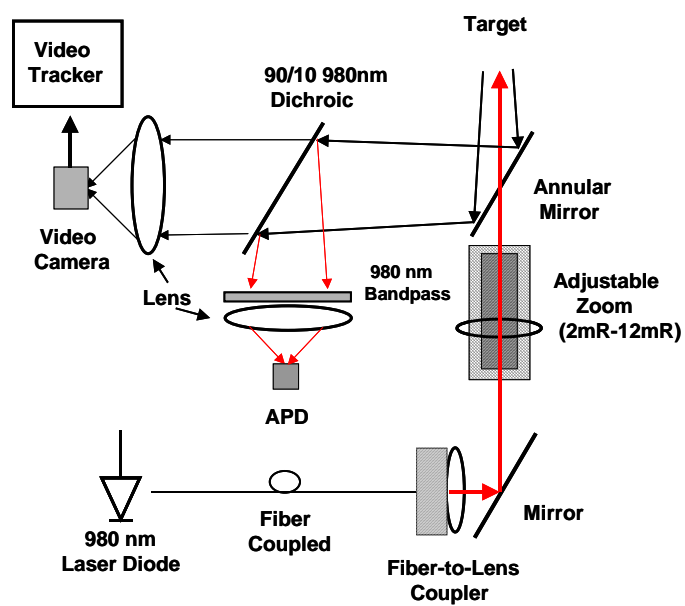 Target
Video
Tracker
90/10 980nm
Dichroic
Annular
Mirror
Video
Camera
Lens
980 nm
Bandpass
Adjustable
Zoom
(2mR-12mR)
APD
980 nm
Laser Diode
Fiber
Coupled
Mirror
Fiber-to-Lens
Coupler